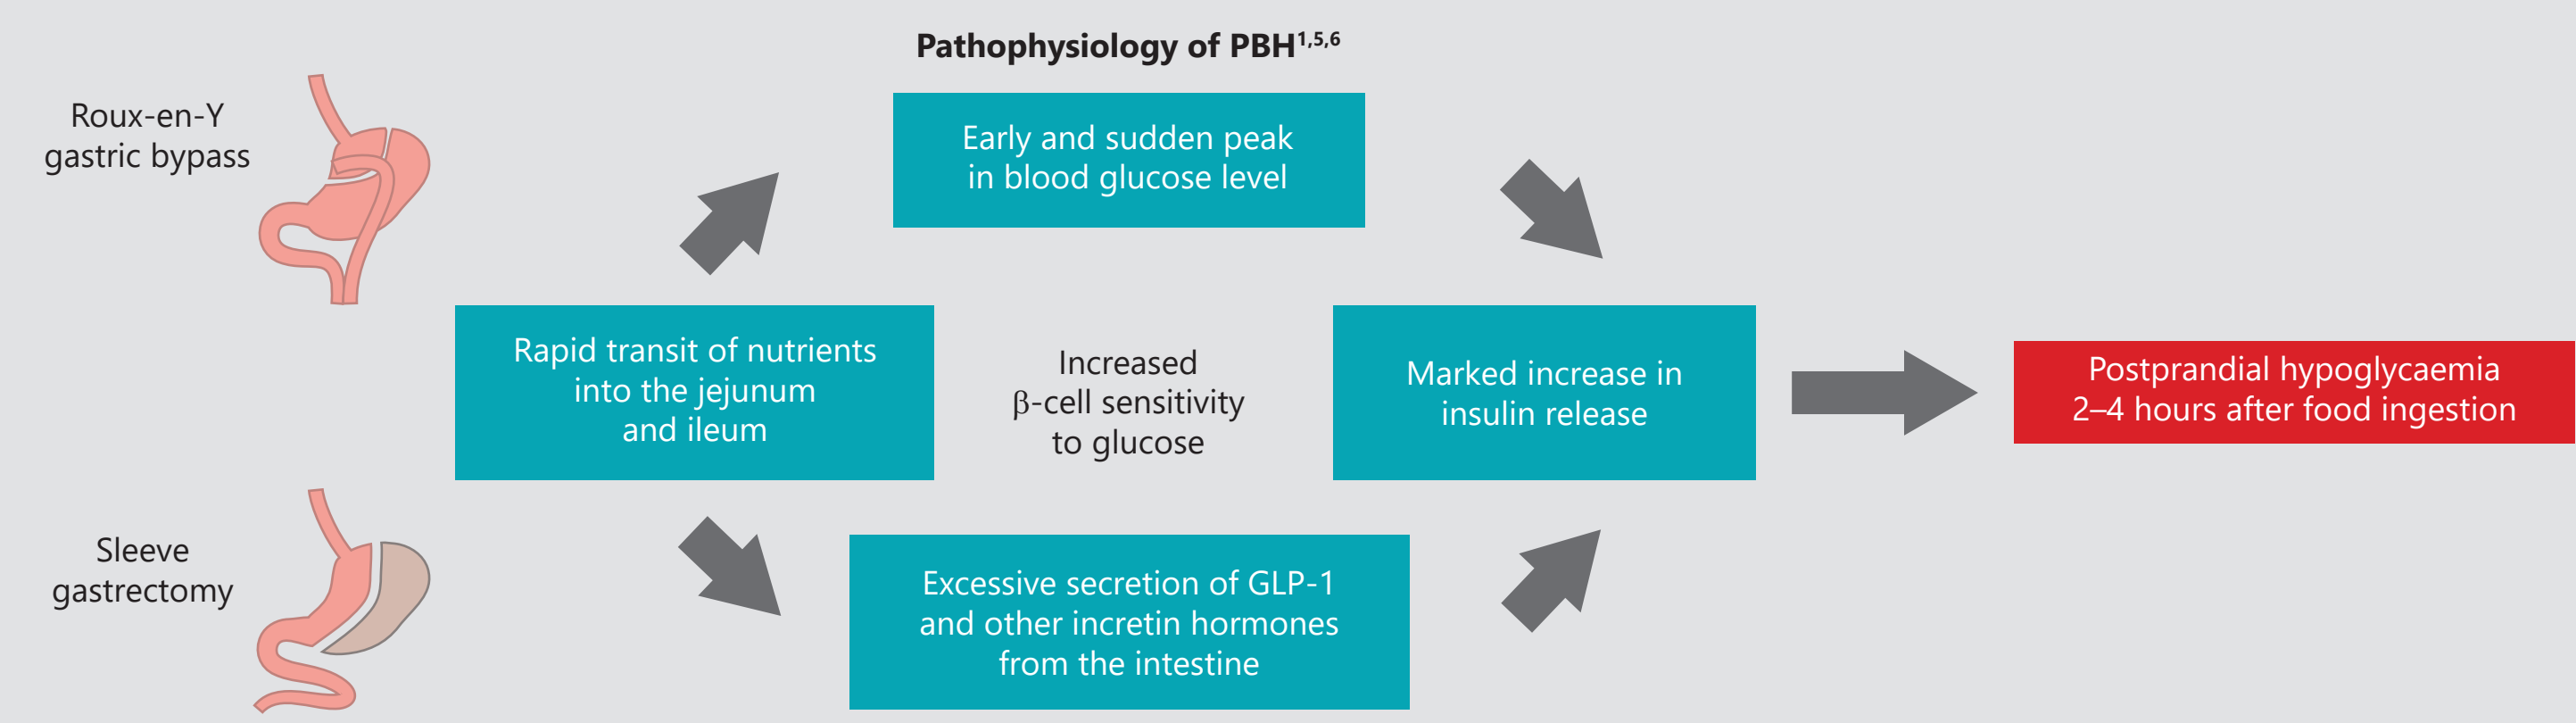 Pathophysiology of PBH1,5,6
Roux-en-Y
gastric bypass
Early and sudden peak
in blood glucose level
Rapid transit of nutrients
into the jejunum
and ileum
Increased
β-cell sensitivity
to glucose
Marked increase in
insulin release
Postprandial hypoglycaemia
2–4 hours after food ingestion
Sleeve
gastrectomy
Excessive secretion of GLP-1
and other incretin hormones
from the intestine